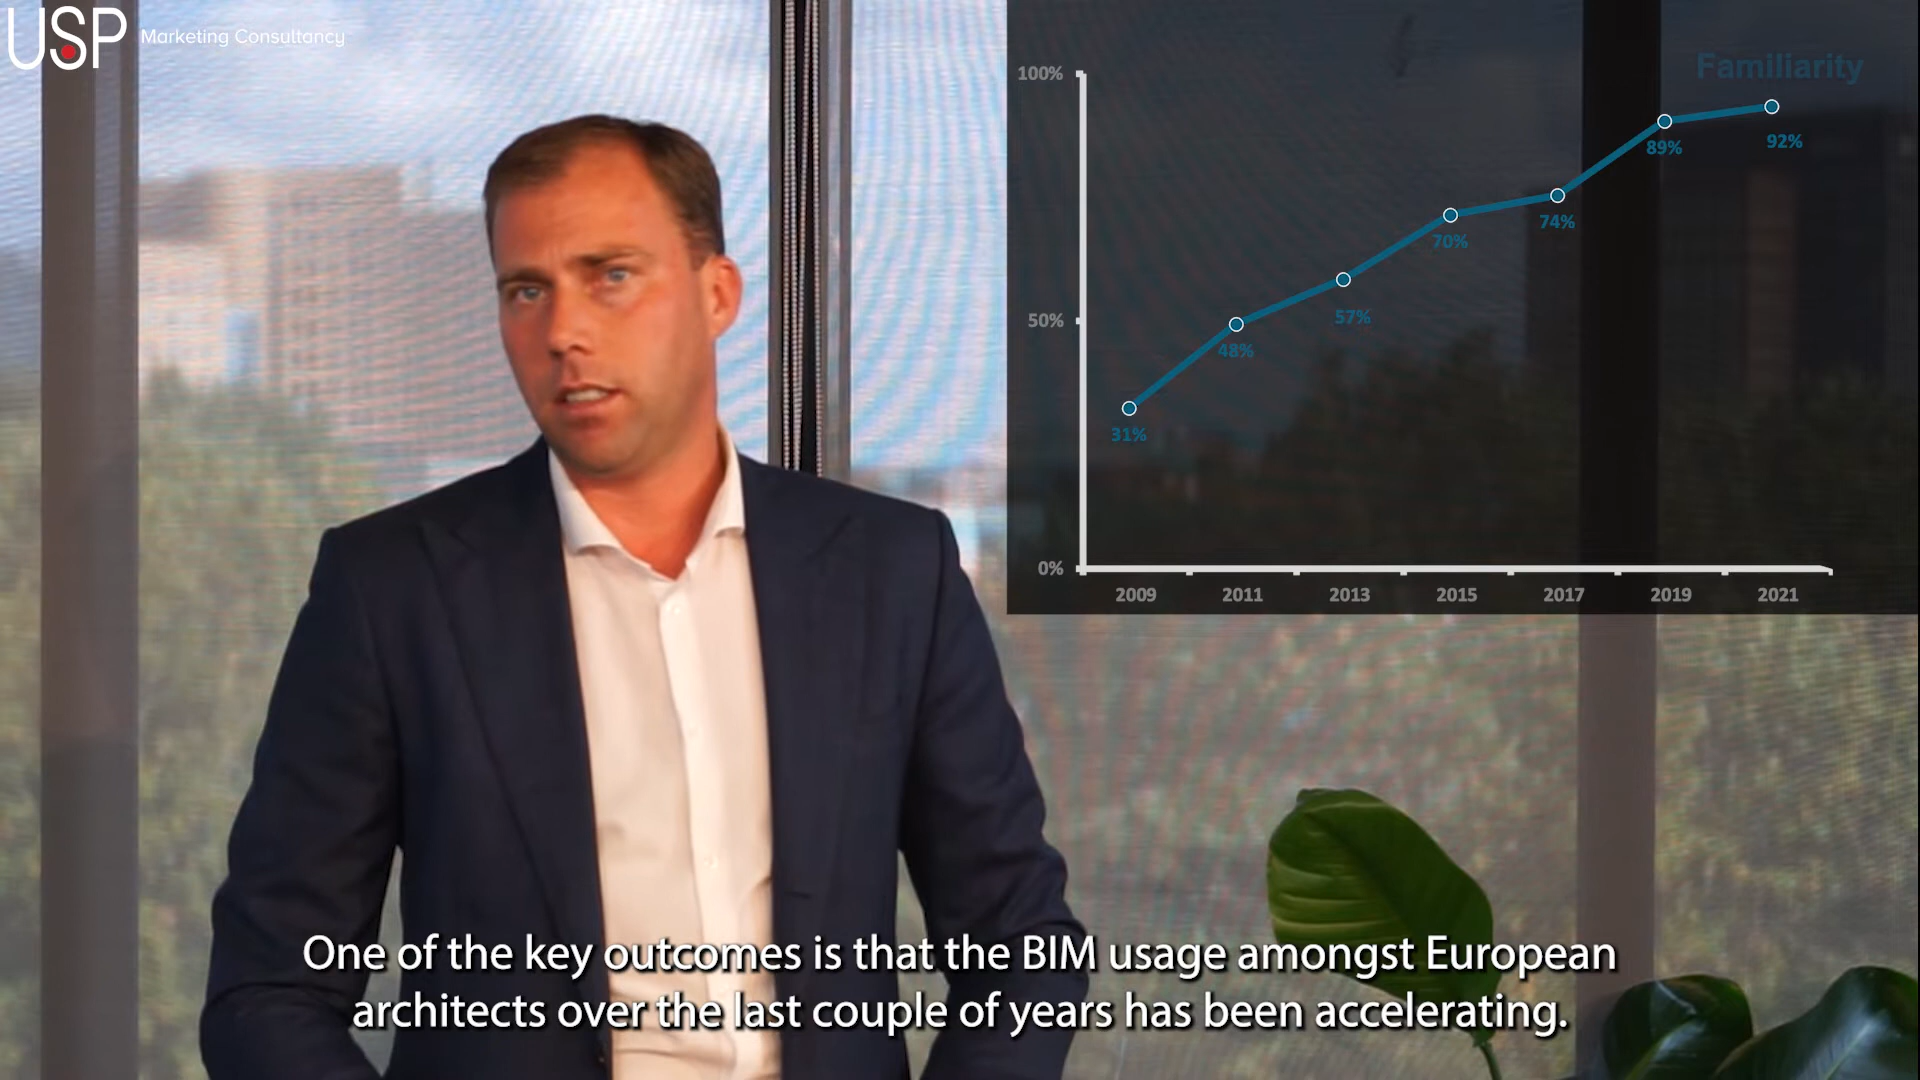 USP Marketing Consultancy
Familiarity
100%
50%
0%
31%
48%
57%
70%
74%
89%
92%
2009 2011 2013 2015 2017 2019 2021
One of the key outcomes is that the BIM usage amongst European
architects over the last couple of years has been accelerating.